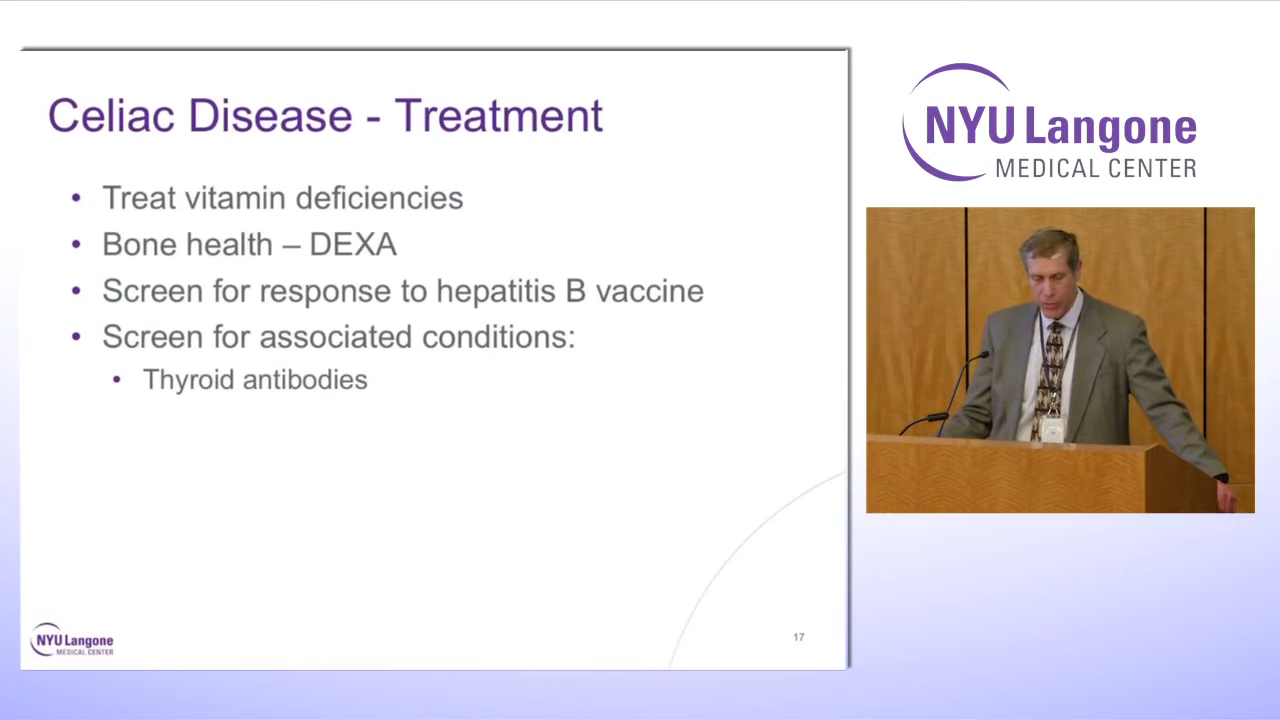 Celiac Disease - Treatment
• Treat vitamin deficiencies
• Bone health – DEXA
• Screen for response to hepatitis B vaccine
• Screen for associated conditions:
• Thyroid antibodies
NYU Langone
MEDICAL CENTER
17
NYU Langone
MEDICAL CENTER